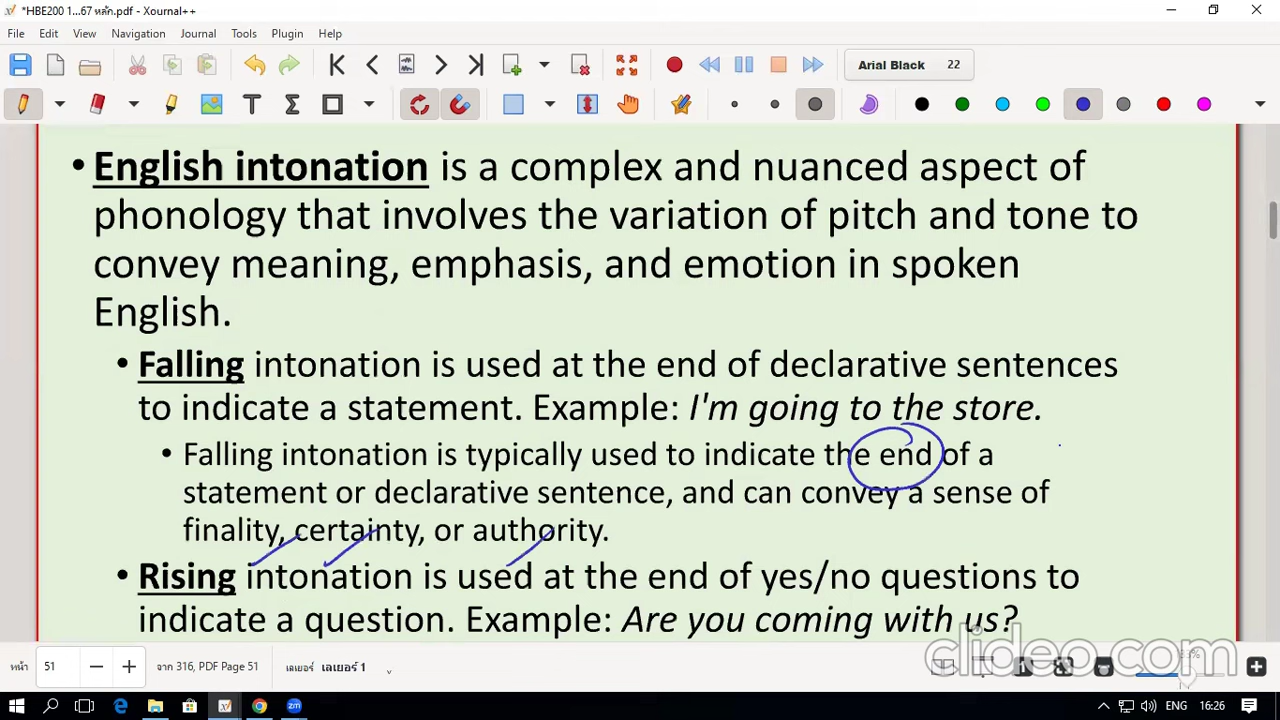 *HBE200 1...67 หลัก.pdf - Xournal++
File Edit View Navigation Journal Tools Plugin Help
Arial Black 22
• English intonation is a complex and nuanced aspect of
phonology that involves the variation of pitch and tone to
convey meaning, emphasis, and emotion in spoken
English.
• Falling intonation is used at the end of declarative sentences
to indicate a statement. Example: I'm going to the store.
• Falling intonation is typically used to indicate the end of a
statement or declarative sentence, and can convey a sense of
finality, certainty, or authority.
• Rising intonation is used at the end of yes/no questions to
indicate a question. Example: Are you coming with us?
หน้า 51 จาก 316, PDF Page 51 เลเยอร์ เลเยอร์ 1
clideo.com
ENG 16:26